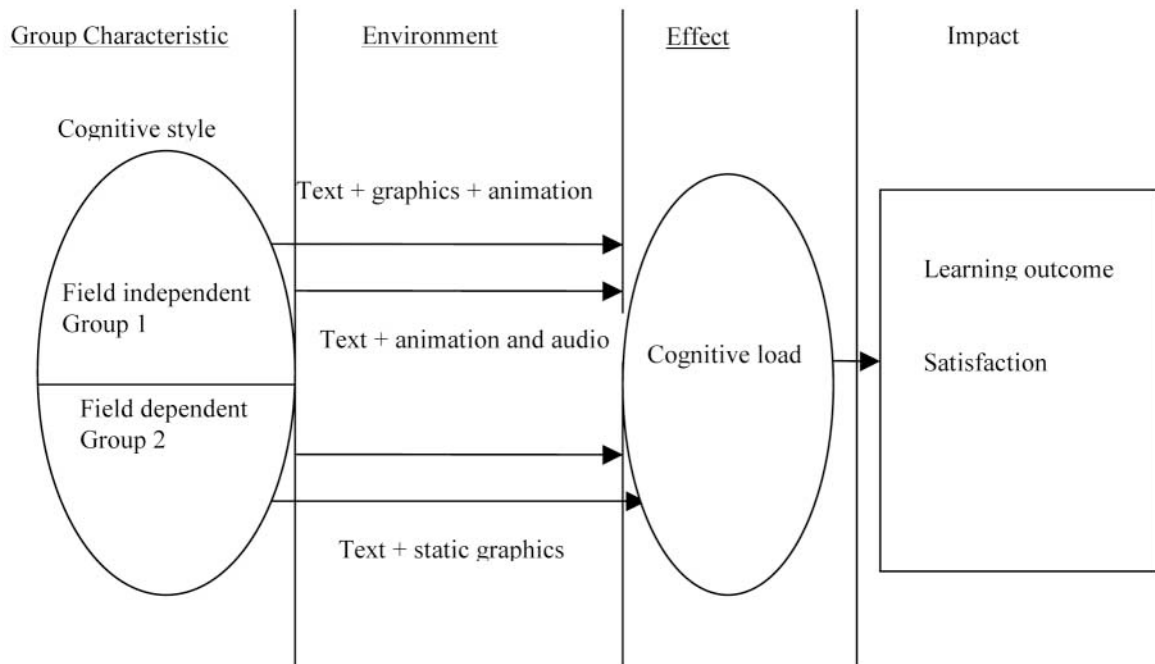 Group Characteristic
Environment
Effect
Impact
Cognitive style
Text + graphics + animation
Field independent
Group 1
Learning outcome
Text + animation and audio
Cognitive load
Satisfaction
Field dependent
Group 2
Text + static graphics